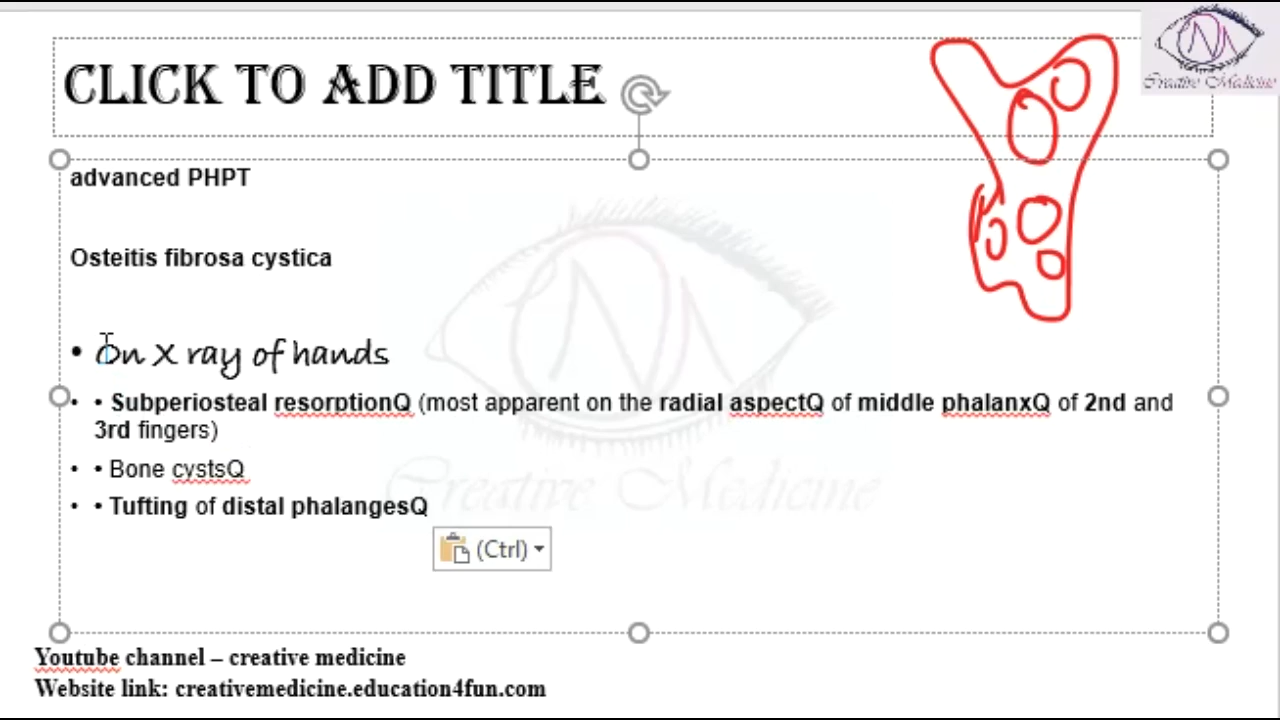 CLICK TO ADD TITLE
Creative Medicine
advanced PHPT
Osteitis fibrosa cystica
• On X ray of hands
• • Subperiosteal resorptionQ (most apparent on the radial aspectQ of middle phalanxQ of 2nd and
3rd fingers)
• • Bone cystsQ
• • Tufting of distal phalangesQ
Creative Medicine
(Ctrl)
Youtube channel – creative medicine
Website link: creativemedicine.education4fun.com